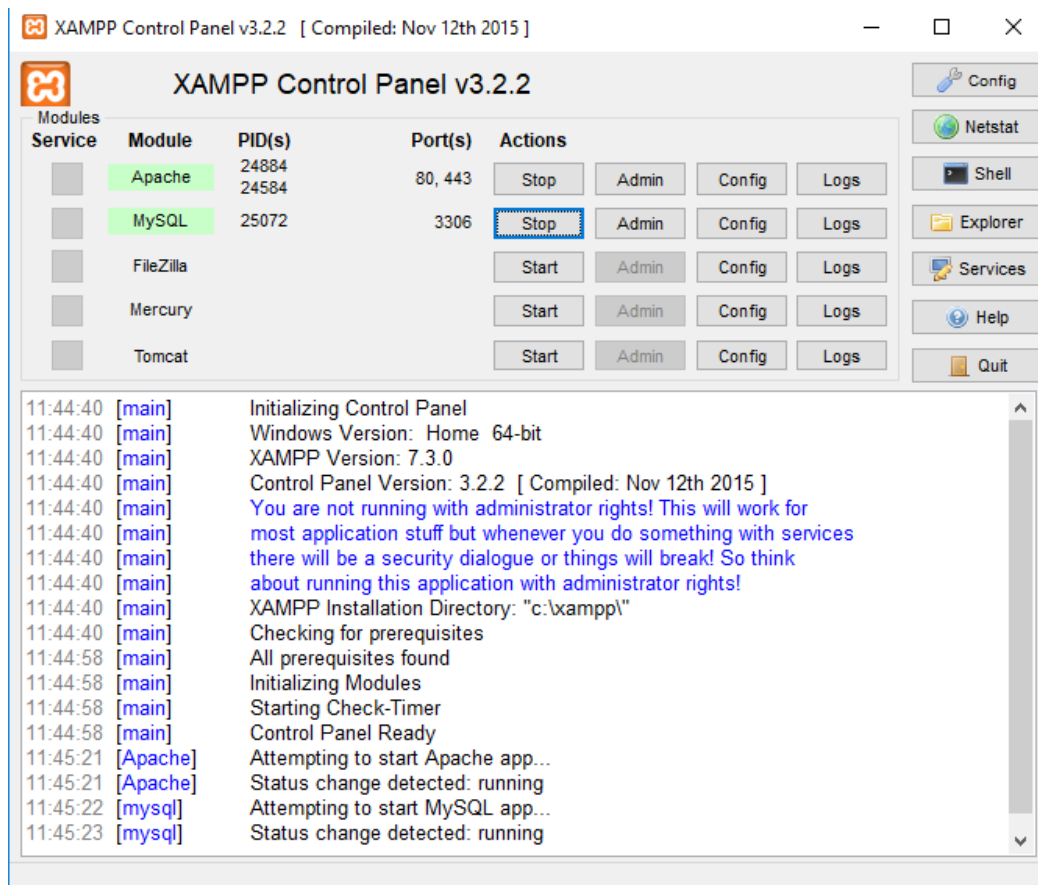 XAMPP Control Panel v3.2.2 [ Compiled: Nov 12th 2015 ]
XAMPP Control Panel v3.2.2
Config
Modules
Service Module PID(s) Port(s) Actions
Netstat
Apache 24884 24584 80, 443 Stop Admin Config Logs
Shell
MySQL 25072 3306 Stop Admin Config Logs
Explorer
FileZilla Start Admin Config Logs
Services
Mercury Start Admin Config Logs
Help
Tomcat Start Admin Config Logs
Quit
11:44:40 [main] Initializing Control Panel
11:44:40 [main] Windows Version: Home 64-bit
11:44:40 [main] XAMPP Version: 7.3.0
11:44:40 [main] Control Panel Version: 3.2.2 [ Compiled: Nov 12th 2015 ]
11:44:40 [main] You are not running with administrator rights! This will work for
11:44:40 [main] most application stuff but whenever you do something with services
11:44:40 [main] there will be a security dialogue or things will break! So think
11:44:40 [main] about running this application with administrator rights!
11:44:40 [main] XAMPP Installation Directory: "c:\xampp\"
11:44:40 [main] Checking for prerequisites
11:44:58 [main] All prerequisites found
11:44:58 [main] Initializing Modules
11:44:58 [main] Starting Check-Timer
11:44:58 [main] Control Panel Ready
11:45:21 [Apache] Attempting to start Apache app...
11:45:21 [Apache] Status change detected: running
11:45:22 [mysql] Attempting to start MySQL app...
11:45:23 [mysql] Status change detected: running